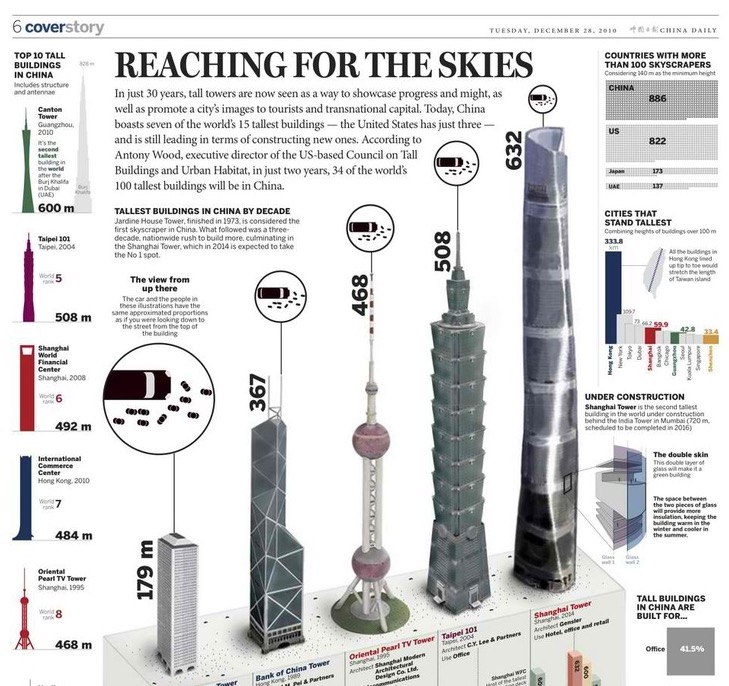 6 coverstory
TUESDAY, DECEMBER 28, 2010
CHINA DAILY
TOP 10 TALL
BUILDINGS
IN CHINA
Includes structure
and antennae
828 m
Canton
Tower
Guangzhou,
2010
It's the
second
tallest
building in
the world
after the
Burj Khalifa
in Dubai
(UAE)
Burj
Khalifa
600 m
Taipei 101
Taipei, 2004
World
rank 5
508 m
Shanghai
World
Financial
Center
Shanghai, 2008
World
rank 6
492 m
International
Commerce
Center
Hong Kong, 2010
World
rank 7
484 m
Oriental
Pearl TV Tower
Shanghai, 1995
World
rank 8
468 m
REACHING FOR THE SKIES
In just 30 years, tall towers are now seen as a way to showcase progress and might, as
well as promote a city's images to tourists and transnational capital. Today, China
boasts seven of the world's 15 tallest buildings — the United States has just three —
and is still leading in terms of constructing new ones. According to
Antony Wood, executive director of the US-based Council on Tall
Buildings and Urban Habitat, in just two years, 34 of the world's
100 tallest buildings will be in China.
TALLEST BUILDINGS IN CHINA BY DECADE
Jardine House Tower, finished in 1973, is considered the
first skyscraper in China. What followed was a three-
decade, nationwide rush to build more, culminating in
the Shanghai Tower, which in 2014 is expected to take
the No 1 spot.
The view from
up there
The car and the people in
these illustrations have the
same approximated proportions
as if you were looking down to
the street from the top of
the building
179 m
367
468
508
632
Tower
Bank of China Tower
Hong Kong, 1989
I.M. Pei & Partners
Oriental Pearl TV Tower
Shanghai, 1995
Architect Shanghai Modern
Architectural
Design Co. Ltd.
communications
Taipei 101
Taipei, 2004
Architect C.Y. Lee & Partners
Use Office
Shanghai Tower
Shanghai, 2014
Architect Gensler
Use Hotel, office and retail
Shanghai WFC
632
600
COUNTRIES WITH MORE
THAN 100 SKYSCRAPERS
Considering 140 m as the minimum height
CHINA
886
US
822
Japan 173
UAE 137
CITIES THAT
STAND TALLEST
Combining heights of buildings over 100 m
333.8
km
All the buildings in
Hong Kong lined
up tip to toe would
stretch the length
of Taiwan island
109.7
73
66.2
59.9
42.8
33.4
Hong Kong
New York
Tokyo
Dubai
Shanghai
Bangkok
Chicago
Guangzhou
Seoul
Kuala Lumpur
Singapore
Shenzhen
UNDER CONSTRUCTION
Shanghai Tower is the second tallest
building in the world under construction
behind the India Tower in Mumbai (720 m,
scheduled to be completed in 2016)
The double skin
This double layer of
glass will make it a
green building
The space between
the two pieces of glass
will provide more
insulation, keeping the
building warm in the
winter and cooler in
the summer.
Glass
wall 1
Glass
wall 2
TALL BUILDINGS
IN CHINA ARE
BUILT FOR...
Office
41.5%